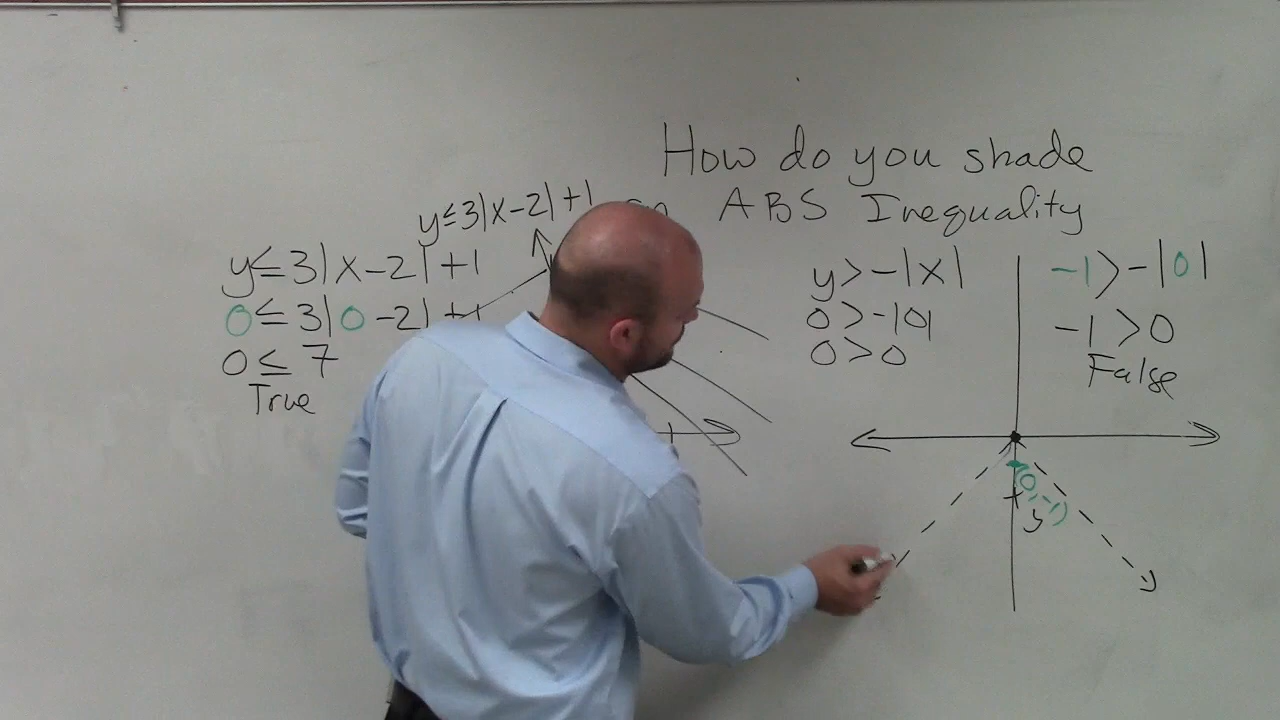 How do you shade
ABS Inequality
y≤3|x-2|+1
y≤3|x-2|+1
0≤3|0-2|+1
0≤7
True
y>-|x|
0>-|0|
0>0
-1>-|0|
-1>0
False
(0,-1)